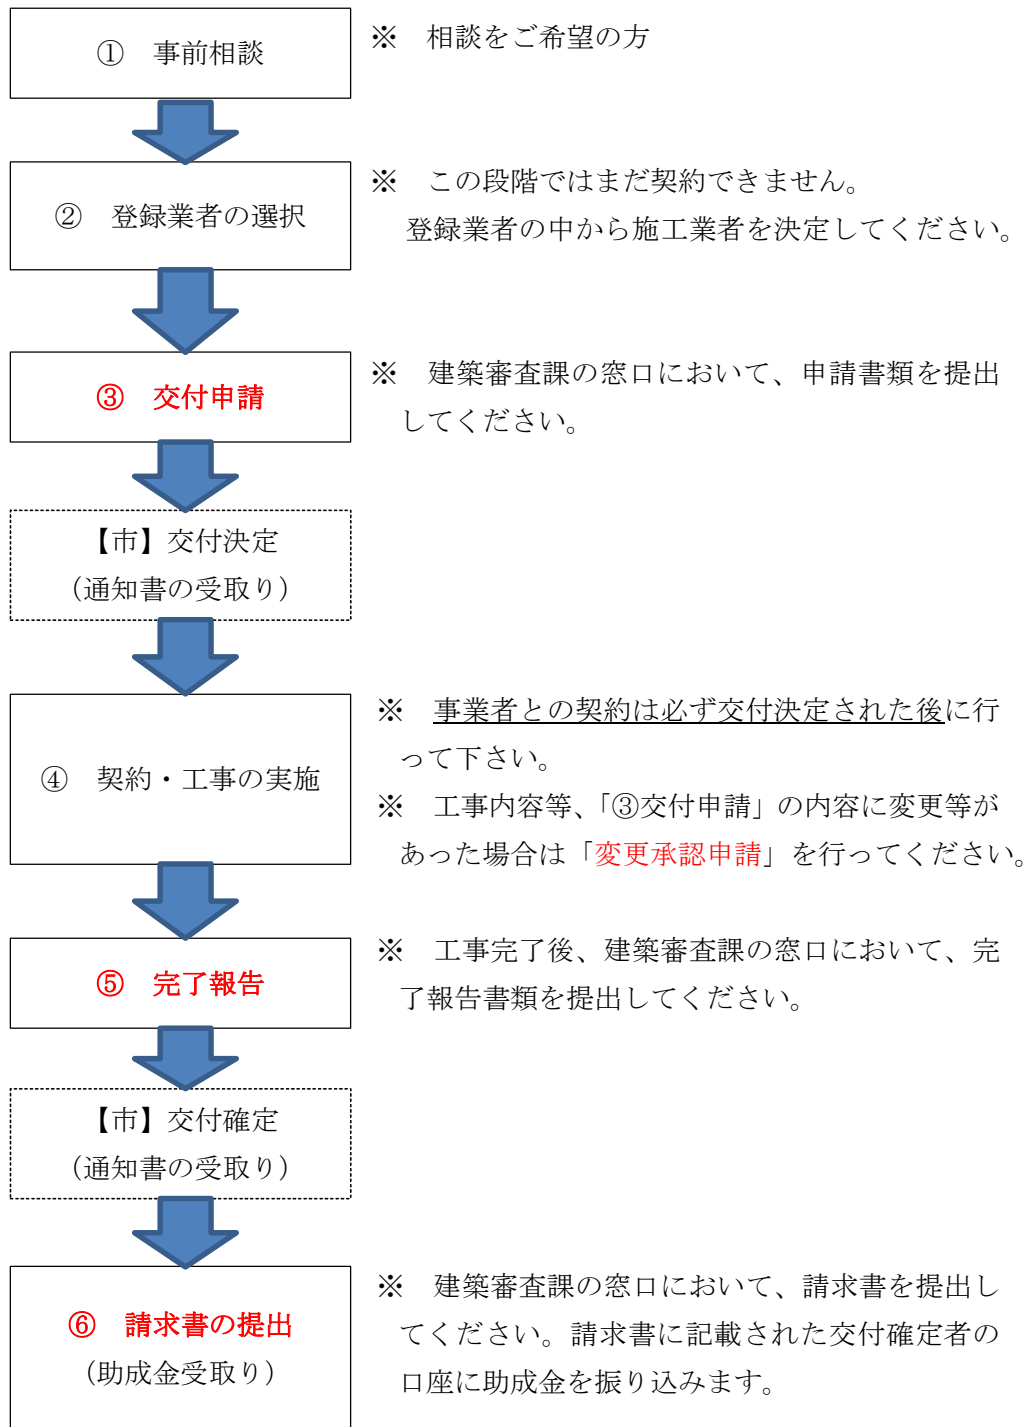 ① 事前相談
※ 相談をご希望の方
② 登録業者の選択
※ この段階ではまだ契約できません。
登録業者の中から施工業者を決定してください。
③ 交付申請
※ 建築審査課の窓口において、申請書類を提出
してください。
【市】交付決定
（通知書の受取り）
④ 契約・工事の実施
※ 事業者との契約は必ず交付決定された後に行
って下さい。
※ 工事内容等、「③交付申請」の内容に変更等が
あった場合は「変更承認申請」を行ってください。
⑤ 完了報告
※ 工事完了後、建築審査課の窓口において、完
了報告書類を提出してください。
【市】交付確定
（通知書の受取り）
⑥ 請求書の提出
（助成金受取り）
※ 建築審査課の窓口において、請求書を提出し
てください。請求書に記載された交付確定者の
口座に助成金を振り込みます。